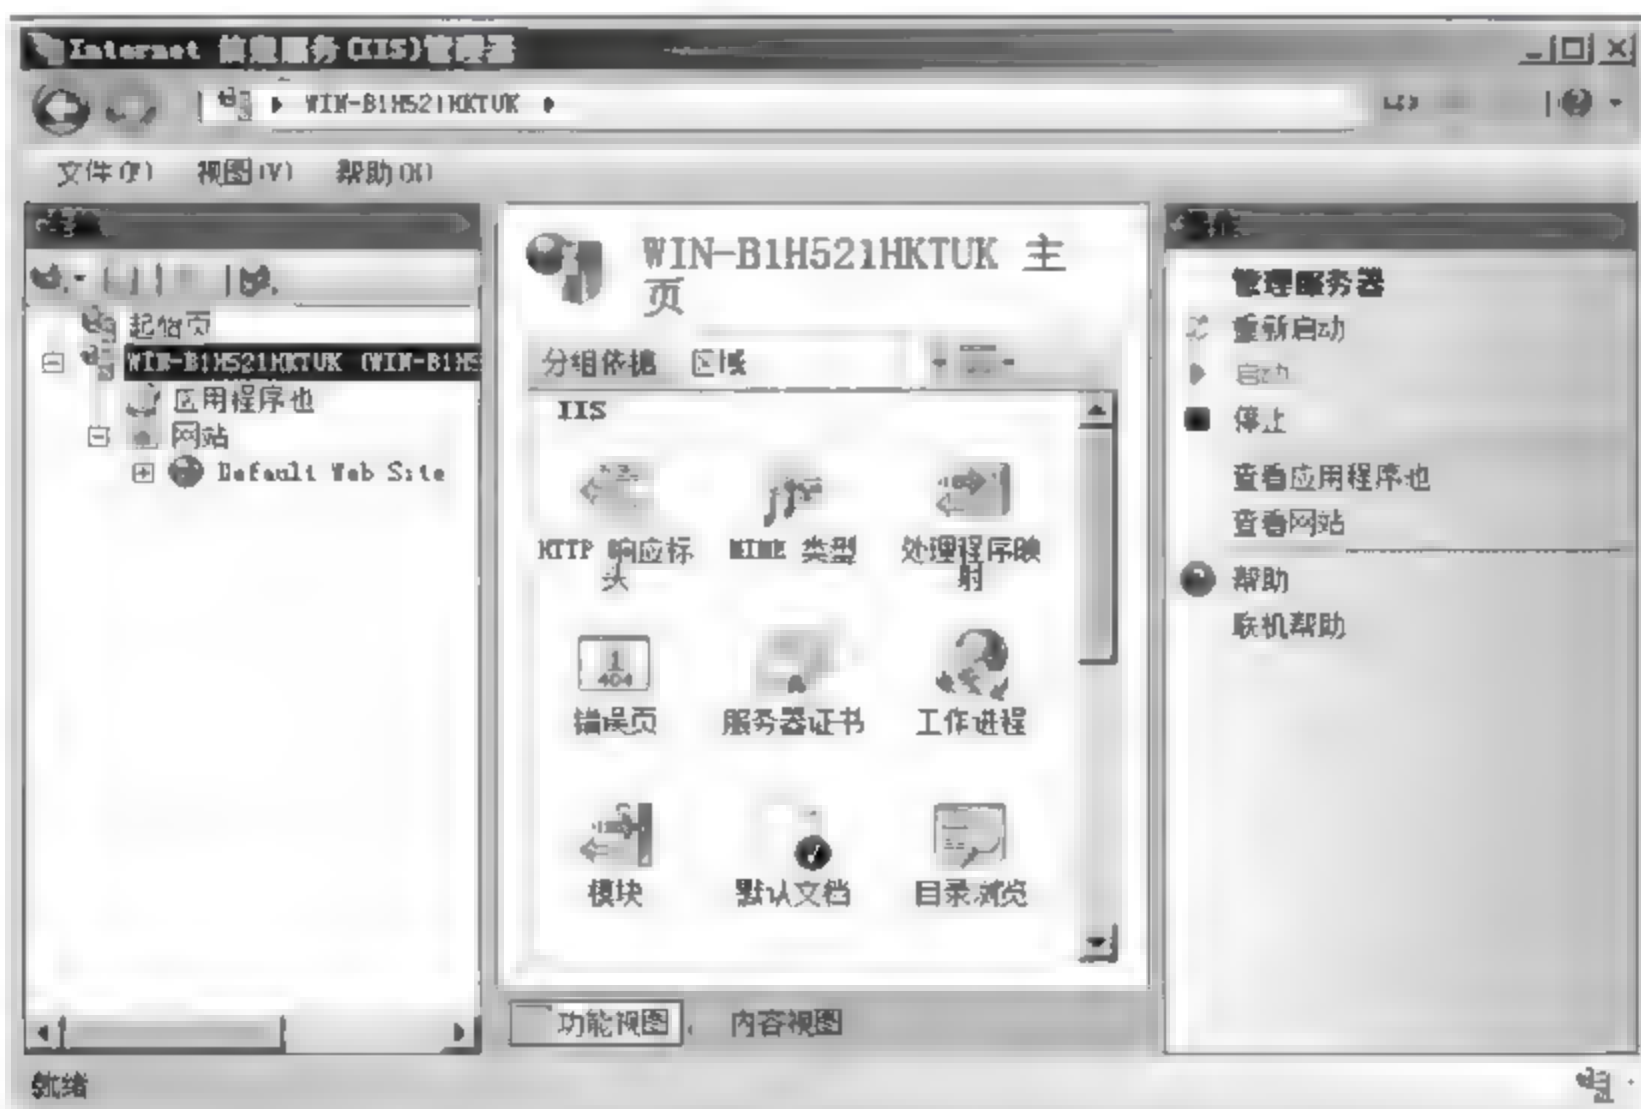 Internet 信息服务(IIS)管理器
WIN-B1H521HKTUK
文件(F) 视图(V) 帮助(H)
起始页
WIN-B1H521HKTUK (WIN-B1H5
应用程序池
网站
Default Web Site
WIN-B1H521HKTUK 主
页
分组依据 区域
IIS
HTTP 响应标
头
MIME 类型
处理程序映
射
1
404
错误页
服务器证书
工作进程
模块
默认文档
目录浏览
功能视图
内容视图
管理服务器
重新启动
启动
停止
查看应用程序池
查看网站
帮助
联机帮助
就绪